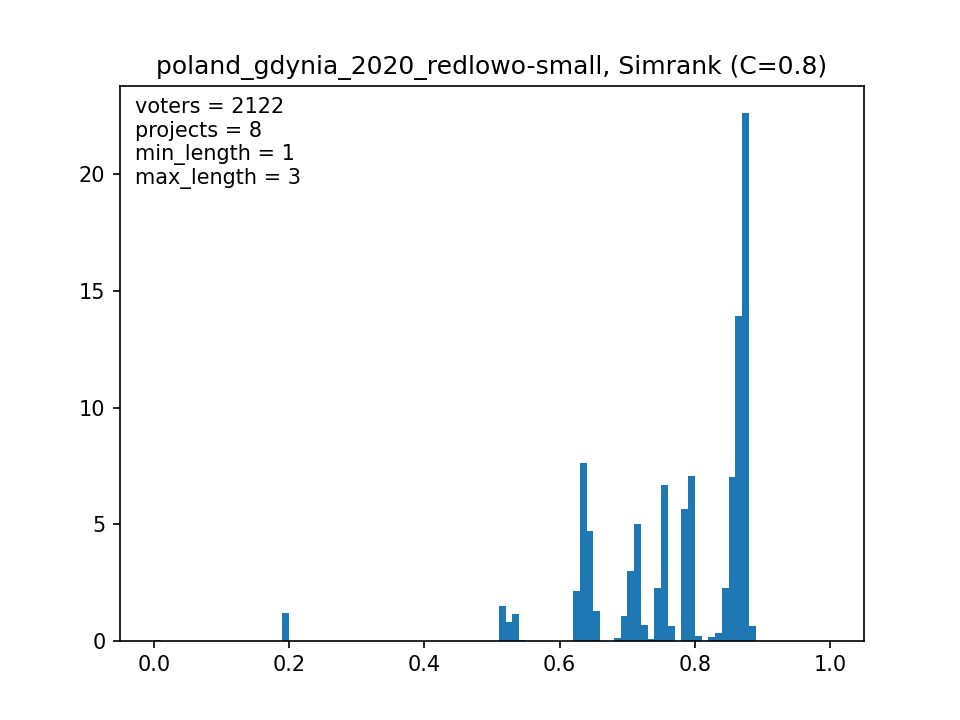 poland_gdynia_2020_redlowo-small, Simrank (C=0.8)
voters = 2122
projects = 8
min_length = 1
max_length = 3
20
15
10
5
0
0.0 0.2 0.4 0.6 0.8 1.0